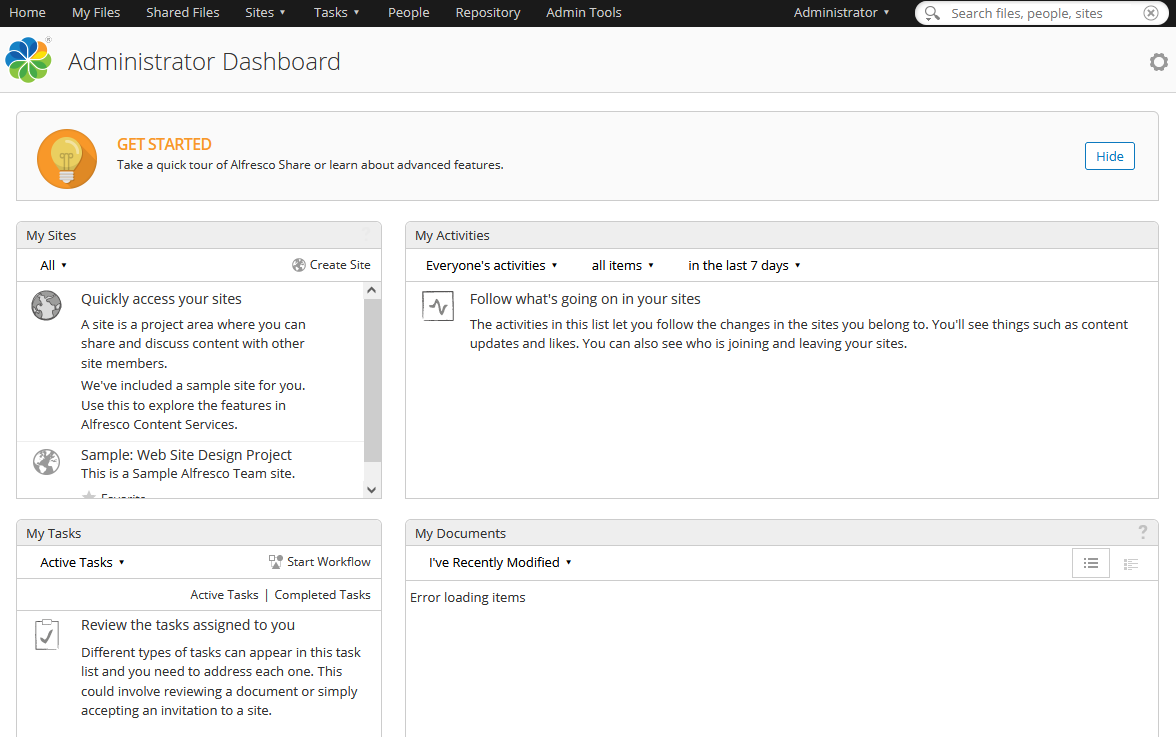 Home My Files Shared Files Sites Tasks People Repository Admin Tools Administrator Search files, people, sites
Administrator Dashboard
GET STARTED
Take a quick tour of Alfresco Share or learn about advanced features.
Hide
My Sites
All Create Site
Quickly access your sites
A site is a project area where you can
share and discuss content with other
site members.
We've included a sample site for you.
Use this to explore the features in
Alfresco Content Services.
Sample: Web Site Design Project
This is a Sample Alfresco Team site.
Favorite
My Activities
Everyone's activities all items in the last 7 days
Follow what's going on in your sites
The activities in this list let you follow the changes in the sites you belong to. You'll see things such as content
updates and likes. You can also see who is joining and leaving your sites.
My Tasks
Active Tasks Start Workflow
Active Tasks | Completed Tasks
Review the tasks assigned to you
Different types of tasks can appear in this task
list and you need to address each one. This
could involve reviewing a document or simply
accepting an invitation to a site.
My Documents ?
I've Recently Modified
Error loading items